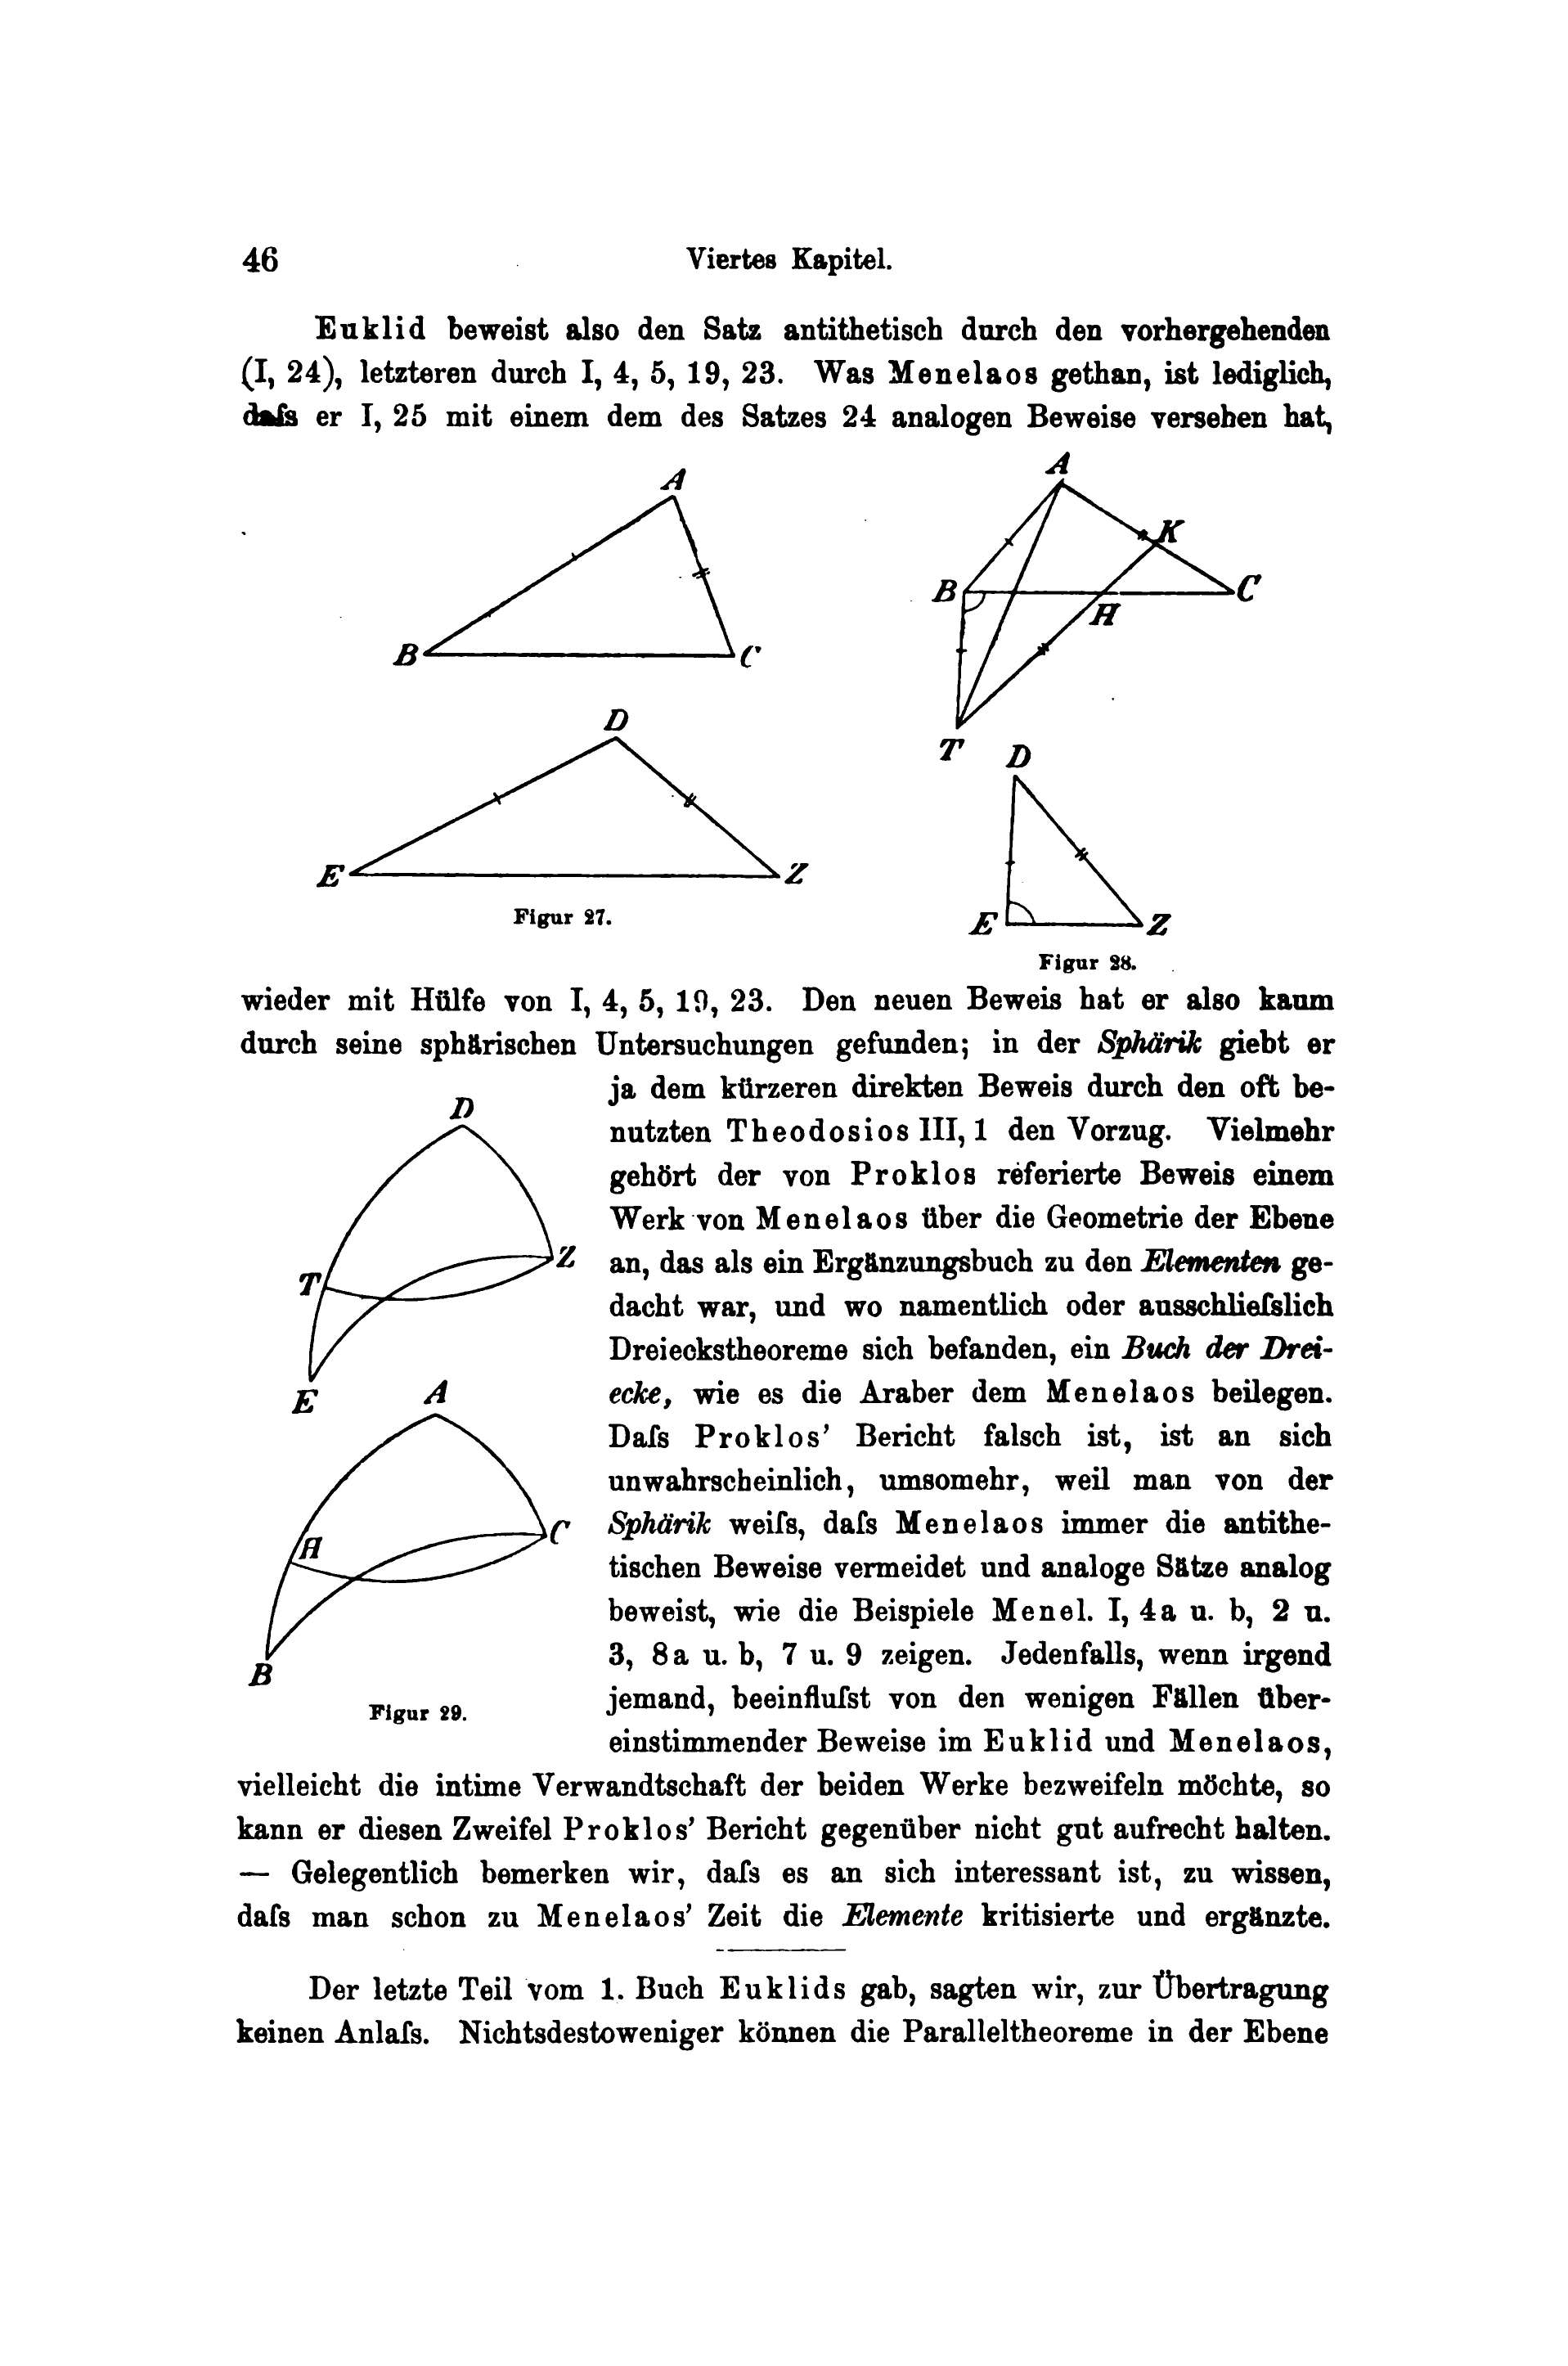 46 Viertes Kapitel.
Euklid beweist also den Satz antithetisch durch den vorhergehenden
(I, 24), letzteren durch I, 4, 5, 19, 23. Was Menelaos gethan, ist lediglich,
daſs er I, 25 mit einem dem des Satzes 24 analogen Beweise versehen hat,
A
B
C
D
E
Z
Figur 27.
A
K
B
C
H
T
D
E
Z
Figur 28.
wieder mit Hülfe von I, 4, 5, 19, 23. Den neuen Beweis hat er also kaum
durch seine sphärischen Untersuchungen gefunden; in der Sphärik giebt er
ja dem kürzeren direkten Beweis durch den oft be-
nutzten Theodosios III, 1 den Vorzug. Vielmehr
gehört der von Proklos referierte Beweis einem
Werk von Menelaos über die Geometrie der Ebene
an, das als ein Ergänzungsbuch zu den Elementen ge-
dacht war, und wo namentlich oder ausschlieſslich
Dreieckstheoreme sich befanden, ein Buch der Drei-
ecke, wie es die Araber dem Menelaos beilegen.
Daſs Proklos' Bericht falsch ist, ist an sich
unwahrscheinlich, umsomehr, weil man von der
Sphärik weiſs, daſs Menelaos immer die antithe-
tischen Beweise vermeidet und analoge Sätze analog
beweist, wie die Beispiele Menel. I, 4a u. b, 2 u.
3, 8a u. b, 7 u. 9 zeigen. Jedenfalls, wenn irgend
jemand, beeinfluſst von den wenigen Fällen über-
einstimmender Beweise im Euklid und Menelaos,
D
T
Z
E
A
H
C
B
Figur 29.
vielleicht die intime Verwandtschaft der beiden Werke bezweifeln möchte, so
kann er diesen Zweifel Proklos' Bericht gegenüber nicht gut aufrecht halten.
— Gelegentlich bemerken wir, daſs es an sich interessant ist, zu wissen,
daſs man schon zu Menelaos' Zeit die Elemente kritisierte und ergänzte.
Der letzte Teil vom 1. Buch Euklids gab, sagten wir, zur Übertragung
keinen Anlaſs. Nichtsdestoweniger können die Paralleltheoreme in der Ebene